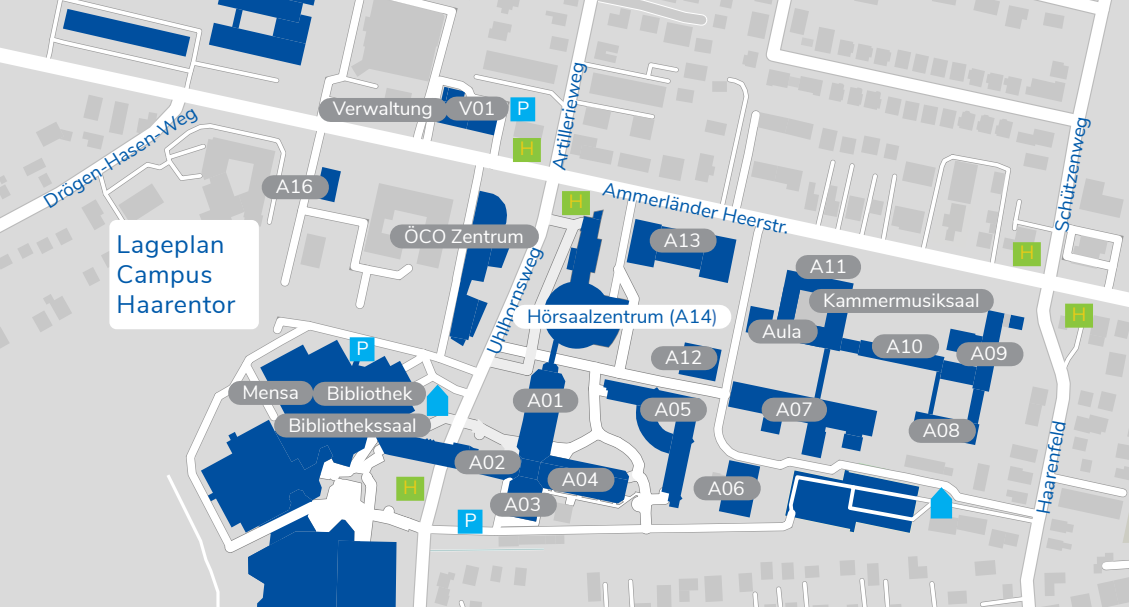 Verwaltung
V01
P
H
Artillerieweg
Drögen-Hasen-Weg
Schützenweg
A16
H
Ammerländer Heerstr.
ÖCO Zentrum
A13
H
Lageplan
Campus
Haarentor
A11
Kammermusiksaal
Uhlhornsweg
Hörsaalzentrum (A14)
H
Aula
A10
A09
P
A12
Mensa
Bibliothek
A01
A05
A07
Bibliothekssaal
A08
A02
Haarenfeld
A04
H
A06
A03
P